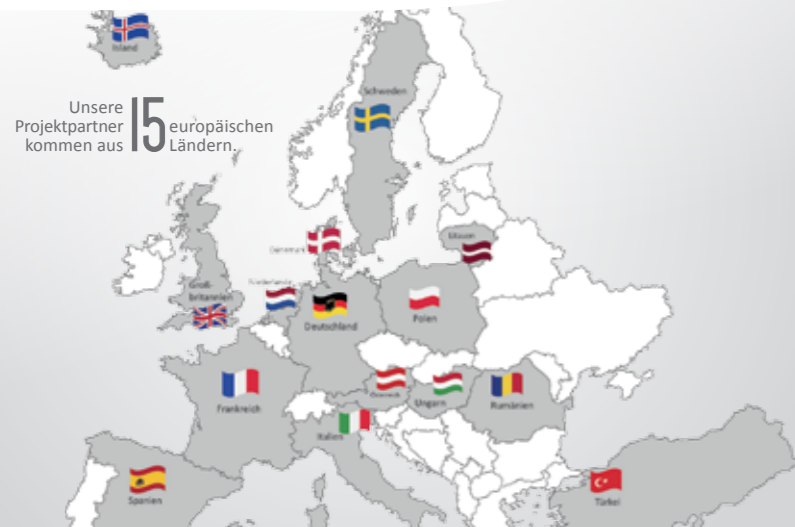 Island
Unsere
Projektpartner
kommen aus
15
europäischen
Ländern.
Schweden
Dänemark
Litauen
Niederlande
Groß-
britannien
Deutschland
Polen
Frankreich
Österreich
Ungarn
Rumänien
Italien
Spanien
Türkei